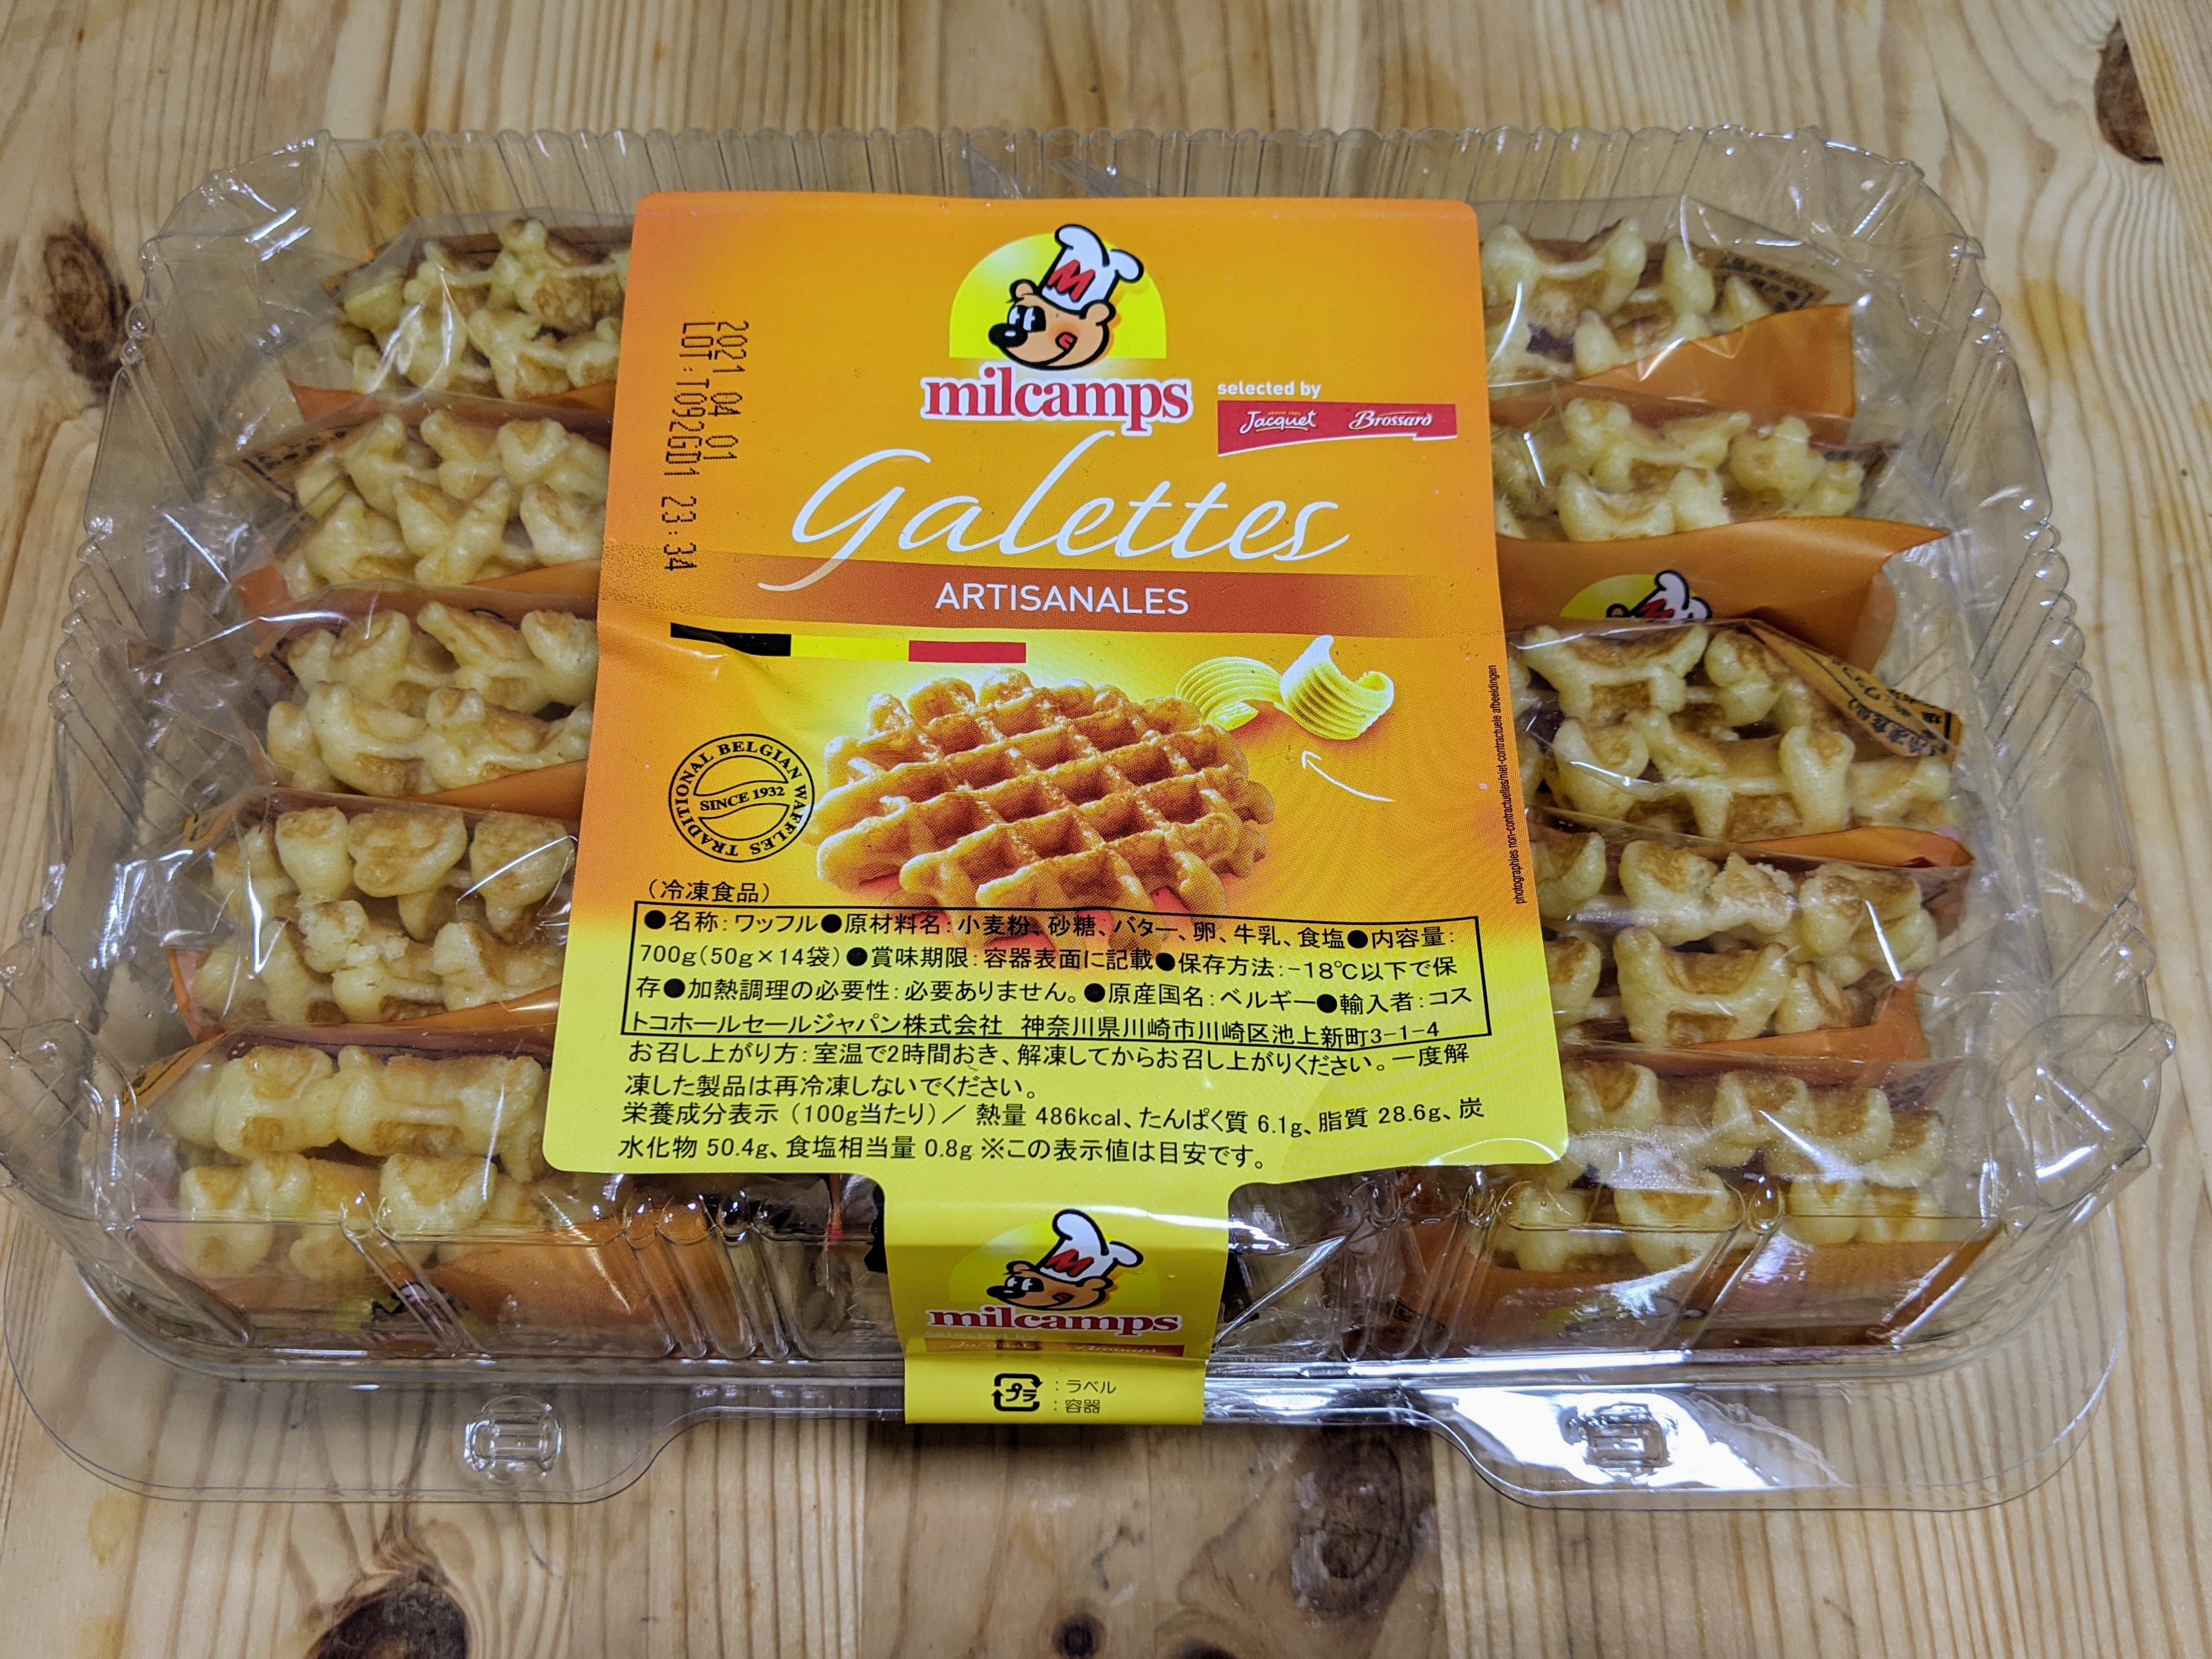 milcamps
selected by
Jacquet Brossard
Galettes
ARTISANALES
2021 04 01
LOT:T092GD1 23:34
TRADITIONAL BELGIAN WAFFLES
SINCE 1932
photographies non-contractuelles/niet-contractuele afbeeldingen
(冷凍食品)
●名称:ワッフル●原材料名:小麦粉、砂糖、バター、卵、牛乳、食塩●内容量:
700g(50g×14袋)●賞味期限:容器表面に記載●保存方法:-18℃以下で保
存●加熱調理の必要性:必要ありません。●原産国名:ベルギー●輸入者:コス
トコホールセールジャパン株式会社 神奈川県川崎市川崎区池上新町3-1-4
お召し上がり方:室温で2時間おき、解凍してからお召し上がりください。一度解
凍した製品は再冷凍しないでください。
栄養成分表示(100g当たり)/ 熱量 486kcal、たんぱく質 6.1g、脂質 28.6g、炭
水化物 50.4g、食塩相当量 0.8g ※この表示値は目安です。
milcamps
selected by
プラ
:ラベル
:容器